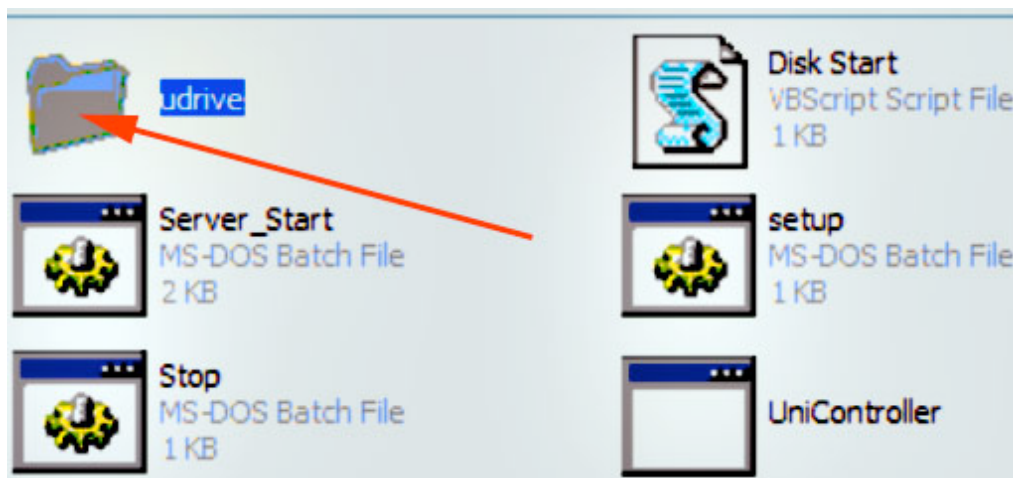 udrive
Disk Start
VBScript Script File
1 KB
Server_Start
MS-DOS Batch File
2 KB
setup
MS-DOS Batch File
1 KB
Stop
MS-DOS Batch File
1 KB
UniController